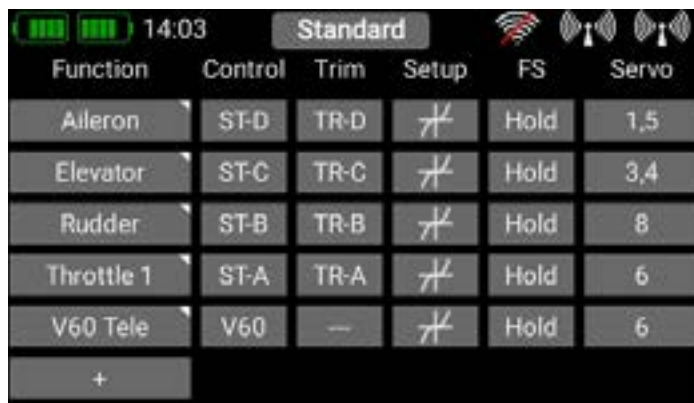 14:03 Standard
Function Control Trim Setup FS Servo
Aileron ST-D TR-D Hold 1,5
Elevator ST-C TR-C Hold 3,4
Rudder ST-B TR-B Hold 8
Throttle 1 ST-A TR-A Hold 6
V60 Tele V60 --- Hold 6
+